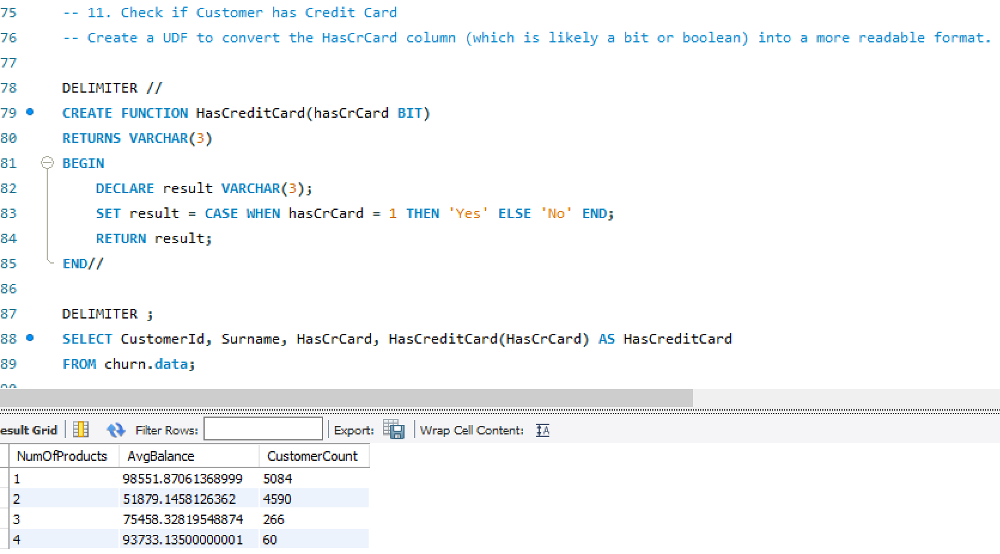 75 -- 11. Check if Customer has Credit Card
76 -- Create a UDF to convert the HasCrCard column (which is likely a bit or boolean) into a more readable format.
77
78 DELIMITER //
79 CREATE FUNCTION HasCreditCard(hasCrCard BIT)
80 RETURNS VARCHAR(3)
81 BEGIN
82 DECLARE result VARCHAR(3);
83 SET result = CASE WHEN hasCrCard = 1 THEN 'Yes' ELSE 'No' END;
84 RETURN result;
85 END//
86
87 DELIMITER ;
88 SELECT CustomerId, Surname, HasCrCard, HasCreditCard(HasCrCard) AS HasCreditCard
89 FROM churn.data;
esult Grid Filter Rows: Export: Wrap Cell Content: IA
NumOfProducts AvgBalance CustomerCount
1 98551.87061368999 5084
2 51879.1458126362 4590
3 75458.32819548874 266
4 93733.13500000001 60